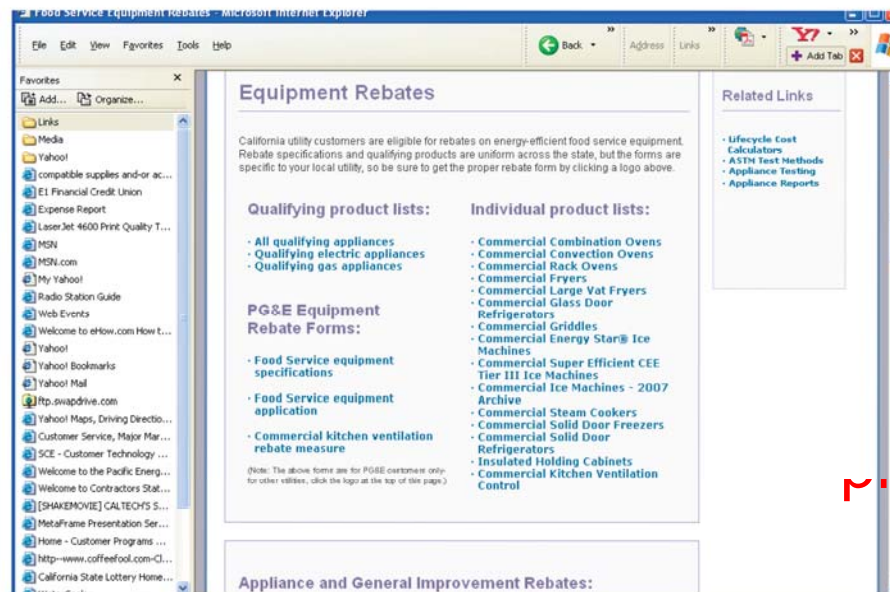 Food Service Equipment Rebates - Microsoft Internet Explorer
File Edit View Favorites Tools Help
Back
Address
Links
Add Tab
Favorites
Add... Organize...
Links
Media
Yahoo!
compatible supplies and-or ac...
E1 Financial Credit Union
Expense Report
LaserJet 4600 Print Quality T...
MSN
MSN.com
My Yahoo!
Radio Station Guide
Web Events
Welcome to eHow.com How t...
Yahoo!
Yahoo! Bookmarks
Yahoo! Mail
ftp.swapdrive.com
Yahoo! Maps, Driving Directio...
Customer Service, Major Mar...
SCE - Customer Technology ...
Welcome to the Pacific Energ...
Welcome to Contractors Stat...
[SHAKEMOVIE] CALTECH'S S...
MetaFrame Presentation Ser...
Home - Customer Programs ...
http--www.coffeefool.com-Cl...
California State Lottery Home...
Equipment Rebates
California utility customers are eligible for rebates on energy-efficient food service equipment.
Rebate specifications and qualifying products are uniform across the state, but the forms are
specific to your local utility, so be sure to get the proper rebate form by clicking a logo above.
Qualifying product lists:
· All qualifying appliances
· Qualifying electric appliances
· Qualifying gas appliances
PG&E Equipment
Rebate Forms:
· Food Service equipment
specifications
· Food Service equipment
application
· Commercial kitchen ventilation
rebate measure
(Note: The above forms are for PG&E customers only-
for other utilities, click the logo at the top of this page.)
Individual product lists:
· Commercial Combination Ovens
· Commercial Convection Ovens
· Commercial Rack Ovens
· Commercial Fryers
· Commercial Large Vat Fryers
· Commercial Glass Door
Refrigerators
· Commercial Griddles
· Commercial Energy Star® Ice
Machines
· Commercial Super Efficient CEE
Tier III Ice Machines
· Commercial Ice Machines - 2007
Archive
· Commercial Steam Cookers
· Commercial Solid Door Freezers
· Commercial Solid Door
Refrigerators
· Insulated Holding Cabinets
· Commercial Kitchen Ventilation
Control
Related Links
· Lifecycle Cost
Calculators
· ASTM Test Methods
· Appliance Testing
· Appliance Reports
Appliance and General Improvement Rebates: